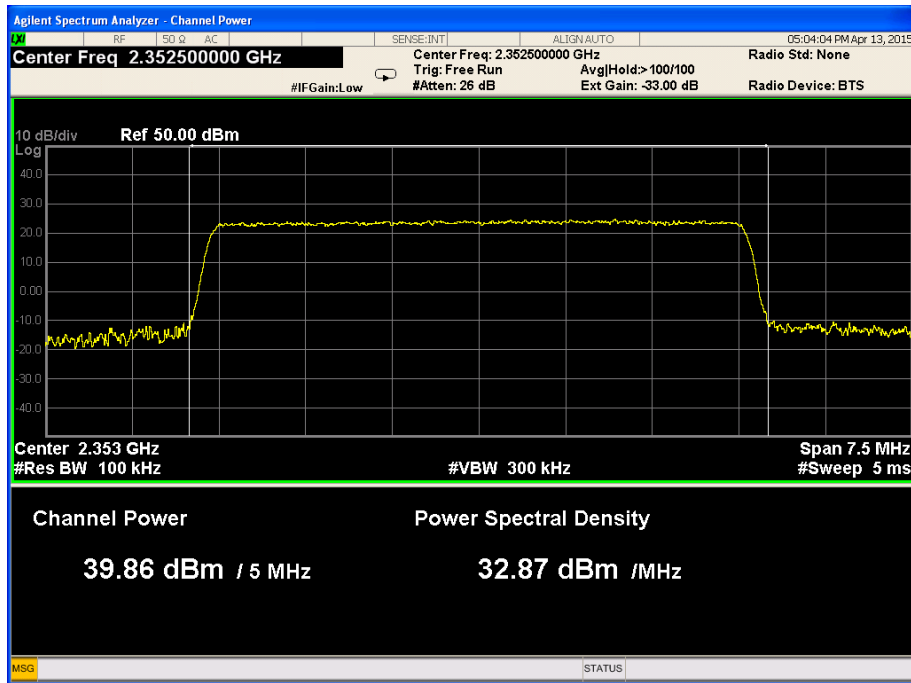 Agilent Spectrum Analyzer - Channel Power
LXI RF 50 Ω AC SENSE:INT ALIGN AUTO 05:04:04 PM Apr 13, 2015
Center Freq 2.352500000 GHz
Center Freq: 2.352500000 GHz
Radio Std: None
Trig: Free Run
Avg|Hold:>100/100
#IFGain:Low
#Atten: 26 dB
Ext Gain: -33.00 dB
Radio Device: BTS
10 dB/div Ref 50.00 dBm
Log
40.0
30.0
20.0
10.0
0.00
-10.0
-20.0
-30.0
-40.0
Center 2.353 GHz Span 7.5 MHz
#Res BW 100 kHz #VBW 300 kHz #Sweep 5 ms
Channel Power
Power Spectral Density
39.86 dBm / 5 MHz
32.87 dBm /MHz
MSG STATUS